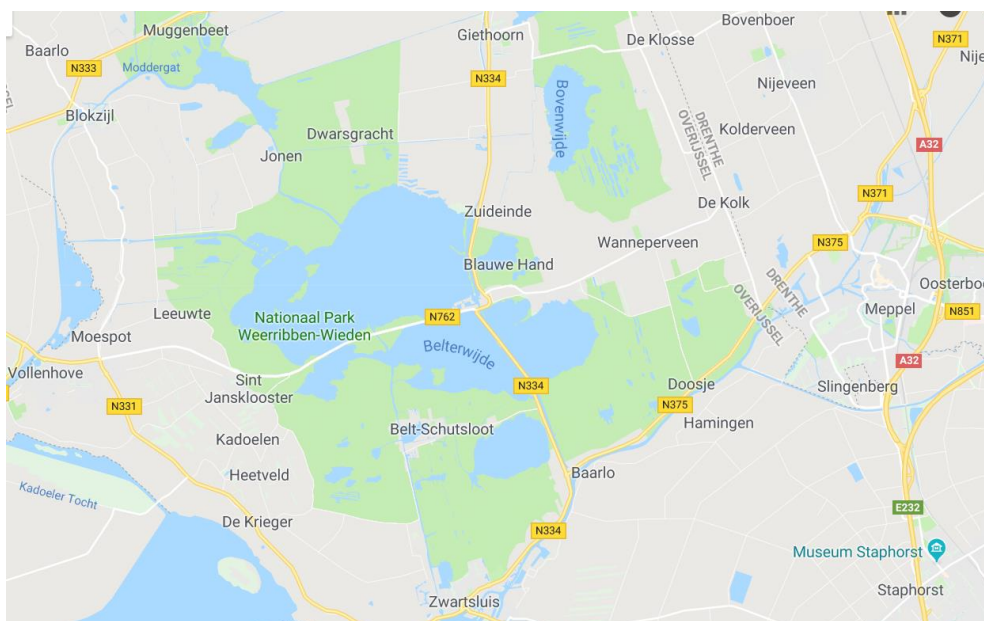 Bovenboer
Muggenbeet
Giethoorn
De Klosse
N371
Baarlo
N333
Moddergat
N334
Nijeveen
Bovenwijde
Blokzijl
Dwarsgracht
Kolderveen
DRENTHE
OVERIJSSEL
A32
Jonen
N371
De Kolk
Zuideinde
Wanneperveen
N375
Blauwe Hand
DRENTHE
OVERIJSSEL
Meppel
N851
Leeuwte
Nationaal Park
Weerribben-Wieden
N762
Moespot
Belterwijde
A32
Vollenhove
Sint
Jansklooster
N334
Doosje
Slingenberg
N331
N375
Hamingen
Belt-Schutsloot
Kadoelen
Heetveld
Baarlo
Kadoeler Tocht
De Krieger
N334
E232
Museum Staphorst
Staphorst
Zwartsluis